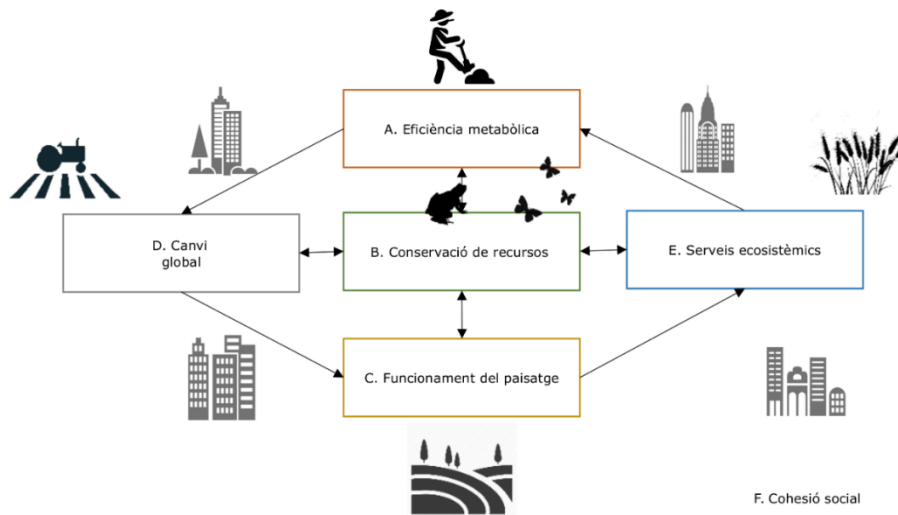 A. Eficiència metabòlica
D. Canvi
global
B. Conservació de recursos
E. Serveis ecosistèmics
C. Funcionament del paisatge
F. Cohesió social